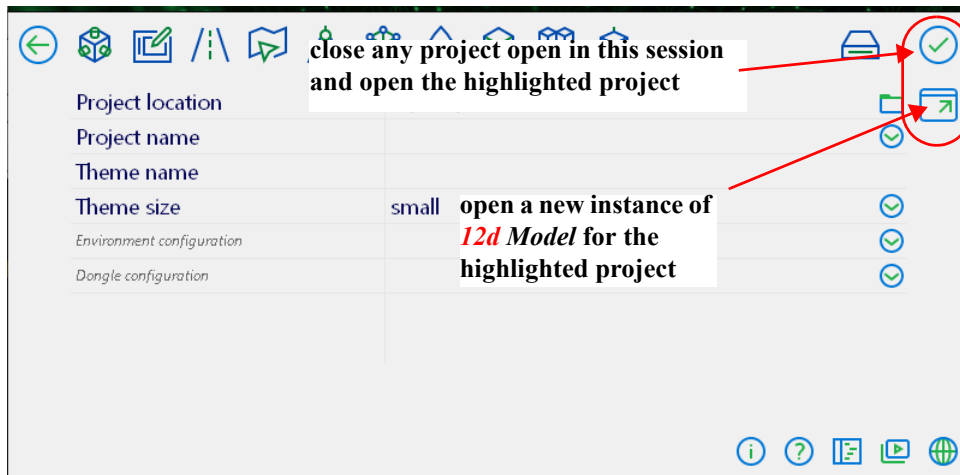 close any project open in this session
and open the highlighted project
Project location
Project name
Theme name
Theme size small
open a new instance of
12d Model for the
highlighted project
Environment configuration
Dongle configuration